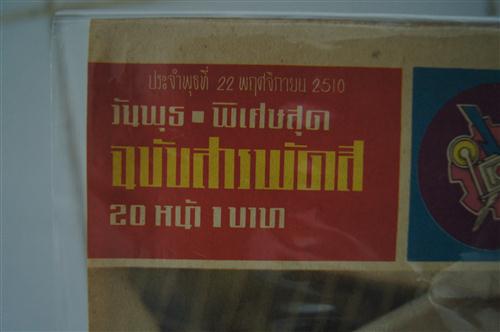 ประจำพุธที่ 22 พฤศจิกายน 2510
วันพุธ ▪ พิเศษสุด
ฉบับสารพัดสี
20 หน้า 1 บาท